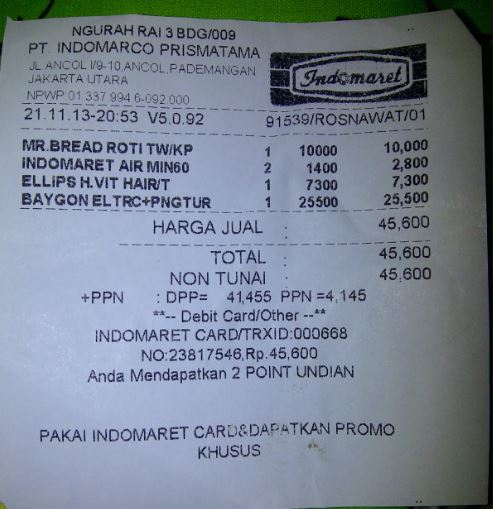 NGURAH RAI 3 BDG/009
PT. INDOMARCO PRISMATAMA
JL.ANCOL I/9-10,ANCOL,PADEMANGAN
JAKARTA UTARA
NPWP:01 337 994 6-092.000
Indomaret
21.11.13-20:53 V5.0.92 91539/ROSNAWAT/01
MR.BREAD ROTI TW/KP 1 10000 10,000
INDOMARET AIR MIN60 2 1400 2,800
ELLIPS H.VIT HAIR/T 1 7300 7,300
BAYGON ELTRC+PNGTUR 1 25500 25,500
HARGA JUAL : 45,600
TOTAL : 45,600
NON TUNAI : 45,600
+PPN : DPP= 41,455 PPN =4,145
**-- Debit Card/Other --**
INDOMARET CARD/TRXID:000668
NO:23817546,Rp.45,600
Anda Mendapatkan 2 POINT UNDIAN
PAKAI INDOMARET CARD&DAPATKAN PROMO
KHUSUS